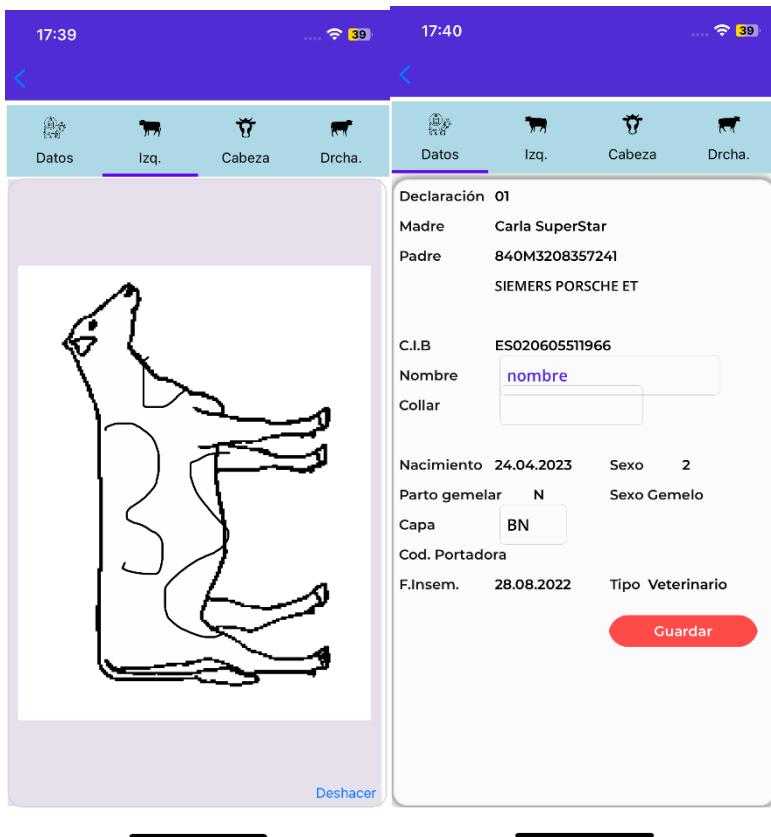 17:39
39
Datos Izq. Cabeza Drcha.
Deshacer
17:40
39
Datos Izq. Cabeza Drcha.
Declaración 01
Madre Carla SuperStar
Padre 840M3208357241
SIEMERS PORSCHE ET
C.I.B ES020605511966
Nombre nombre
Collar
Nacimiento 24.04.2023 Sexo 2
Parto gemelar N Sexo Gemelo
Capa BN
Cod. Portadora
F.Insem. 28.08.2022 Tipo Veterinario
Guardar